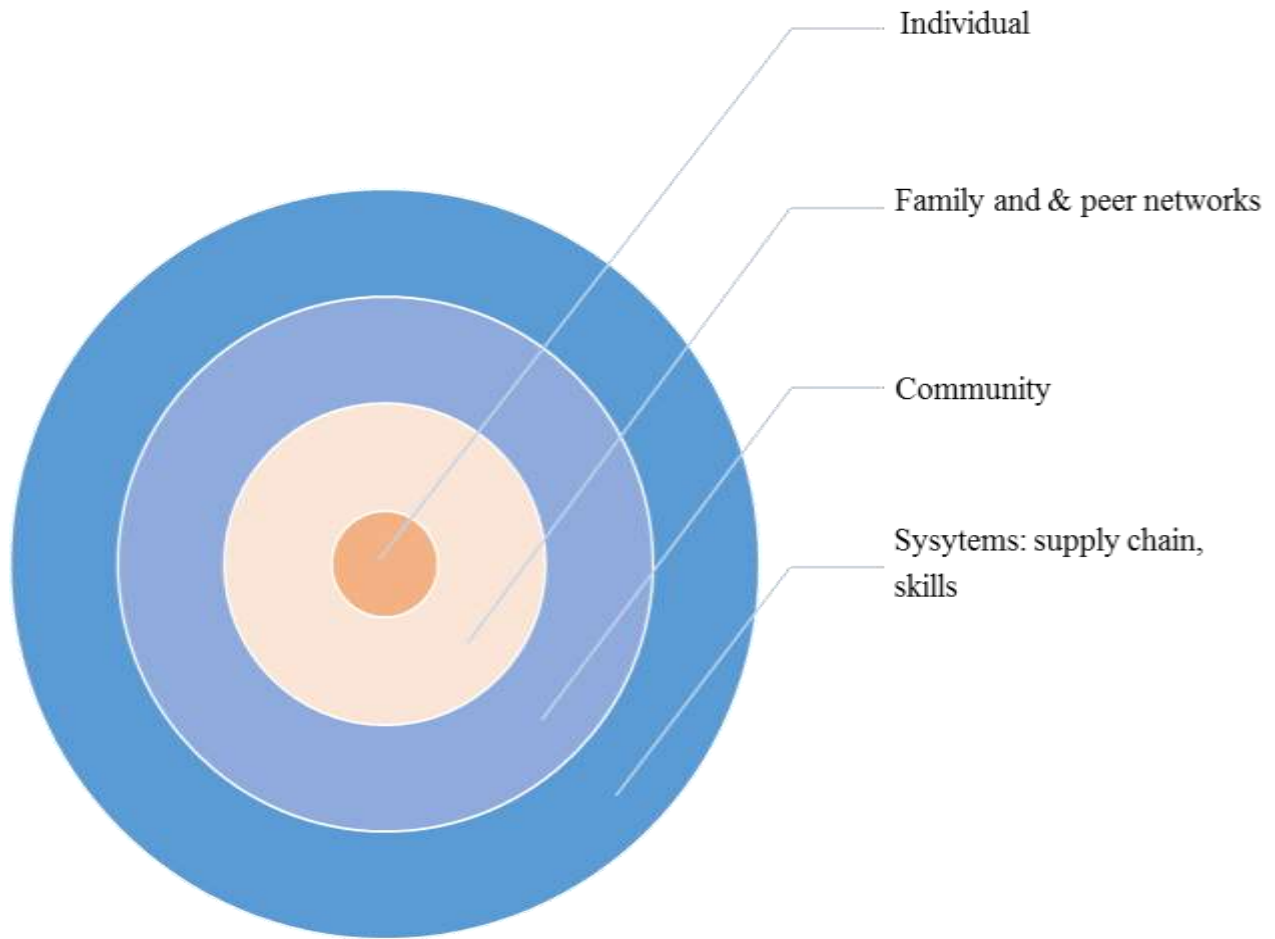 Individual
Family and & peer networks
Community
Sysytems: supply chain,
skills